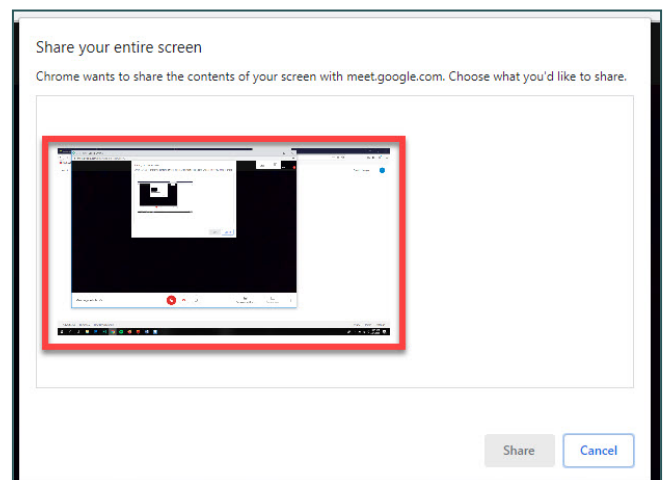 Share your entire screen
Chrome wants to share the contents of your screen with meet.google.com. Choose what you'd like to share.
Share
Cancel